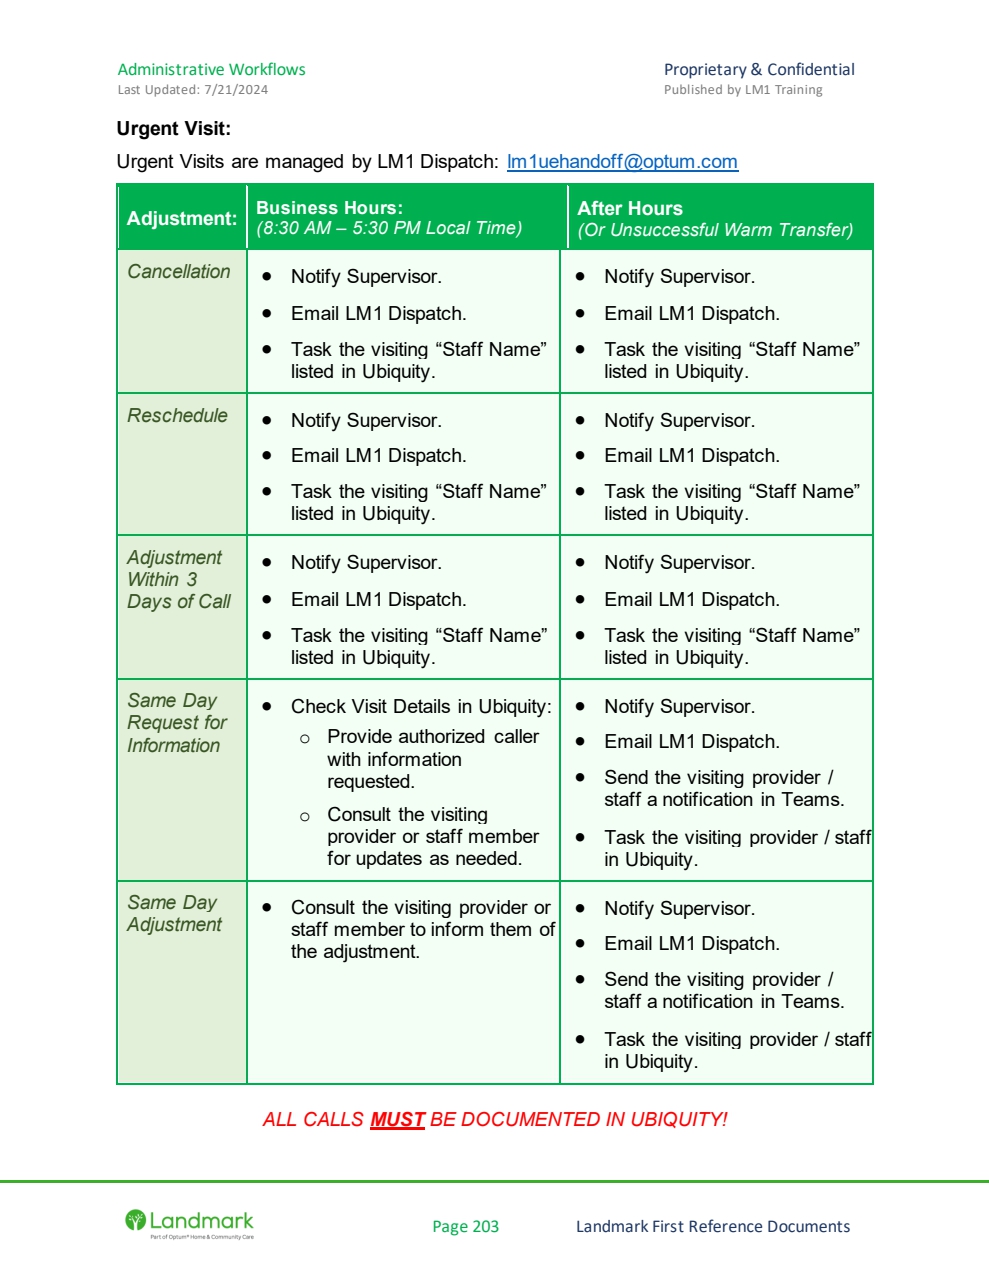 Administrative Workflows
Proprietary & Confidential
Last Updated: 7/21/2024
Published by LM1 Training
Urgent Visit:
Urgent Visits are managed by LM1 Dispatch: lm1uehandoff@optum.com
Adjustment:
Business Hours:
(8:30 AM – 5:30 PM Local Time)
After Hours
(Or Unsuccessful Warm Transfer)
Cancellation
● Notify Supervisor.
● Email LM1 Dispatch.
● Task the visiting “Staff Name”
listed in Ubiquity.
● Notify Supervisor.
● Email LM1 Dispatch.
● Task the visiting “Staff Name”
listed in Ubiquity.
Reschedule
● Notify Supervisor.
● Email LM1 Dispatch.
● Task the visiting “Staff Name”
listed in Ubiquity.
● Notify Supervisor.
● Email LM1 Dispatch.
● Task the visiting “Staff Name”
listed in Ubiquity.
Adjustment
Within 3
Days of Call
● Notify Supervisor.
● Email LM1 Dispatch.
● Task the visiting “Staff Name”
listed in Ubiquity.
● Notify Supervisor.
● Email LM1 Dispatch.
● Task the visiting “Staff Name”
listed in Ubiquity.
Same Day
Request for
Information
● Check Visit Details in Ubiquity:
o Provide authorized caller
with information
requested.
o Consult the visiting
provider or staff member
for updates as needed.
● Notify Supervisor.
● Email LM1 Dispatch.
● Send the visiting provider /
staff a notification in Teams.
● Task the visiting provider / staff
in Ubiquity.
Same Day
Adjustment
● Consult the visiting provider or
staff member to inform them of
the adjustment.
● Notify Supervisor.
● Email LM1 Dispatch.
● Send the visiting provider /
staff a notification in Teams.
● Task the visiting provider / staff
in Ubiquity.
ALL CALLS MUST BE DOCUMENTED IN UBIQUITY!
Landmark
Part of Optum® Home & Community Care
Page 203
Landmark First Reference Documents